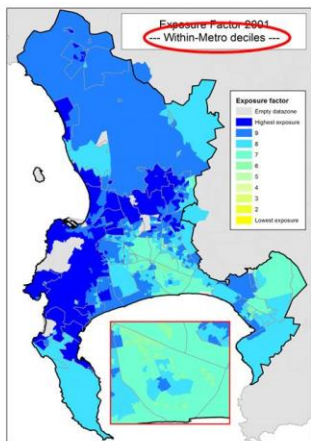 Exposure Factor 2001
--- Within-Metro deciles ---
Exposure factor
Empty datazone
Highest exposure
9
8
7
6
5
4
3
2
Lowest exposure